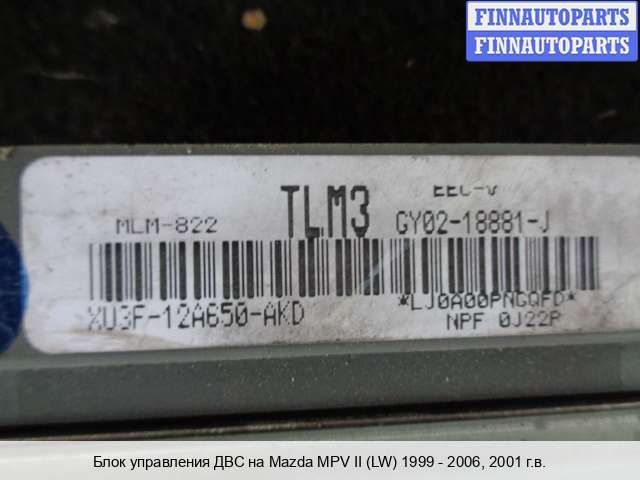 FINNAUTOPARTS
FINNAUTOPARTS
EEC-V
MLM-822 TLM3 GY02-18881-J
XU3F-12A650-AKD *LJ0A00PNGQFD*
NPF 0J22P
Блок управления ДВС на Mazda MPV II (LW) 1999 - 2006, 2001 г.в.